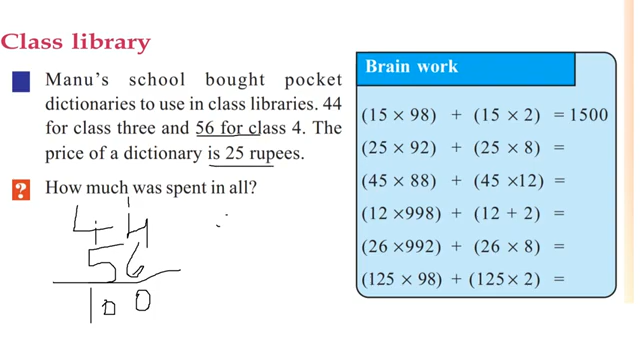 Class library
Manu's school bought pocket
dictionaries to use in class libraries. 44
for class three and 56 for class 4. The
price of a dictionary is 25 rupees.
? How much was spent in all?
44
56
100
Brain work
(15 × 98) + (15 × 2) = 1500
(25 × 92) + (25 × 8) =
(45 × 88) + (45 ×12) =
(12 ×998) + (12 + 2) =
(26 ×992) + (26 × 8) =
(125 × 98) + (125× 2) =